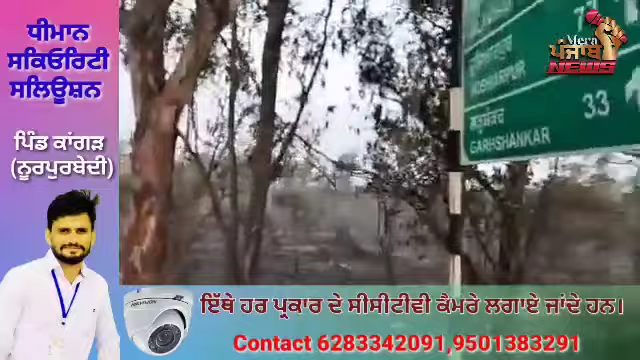 ਧੀਮਾਨ
ਸਕਿਓਰਿਟੀ
ਸਲਿਊਸ਼ਨ
ਪਿੰਡ ਕਾਂਗੜ
(ਨੂਰਪੁਰਬੇਦੀ)
Mera
ਪੰਜਾਬ
NEWS
33
GARHSHANKAR
HIKVISION
ਇੱਥੇ ਹਰ ਪ੍ਰਕਾਰ ਦੇ ਸੀਸੀਟੀਵੀ ਕੈਮਰੇ ਲਗਾਏ ਜਾਂਦੇ ਹਨ।
Contact 6283342091,9501383291